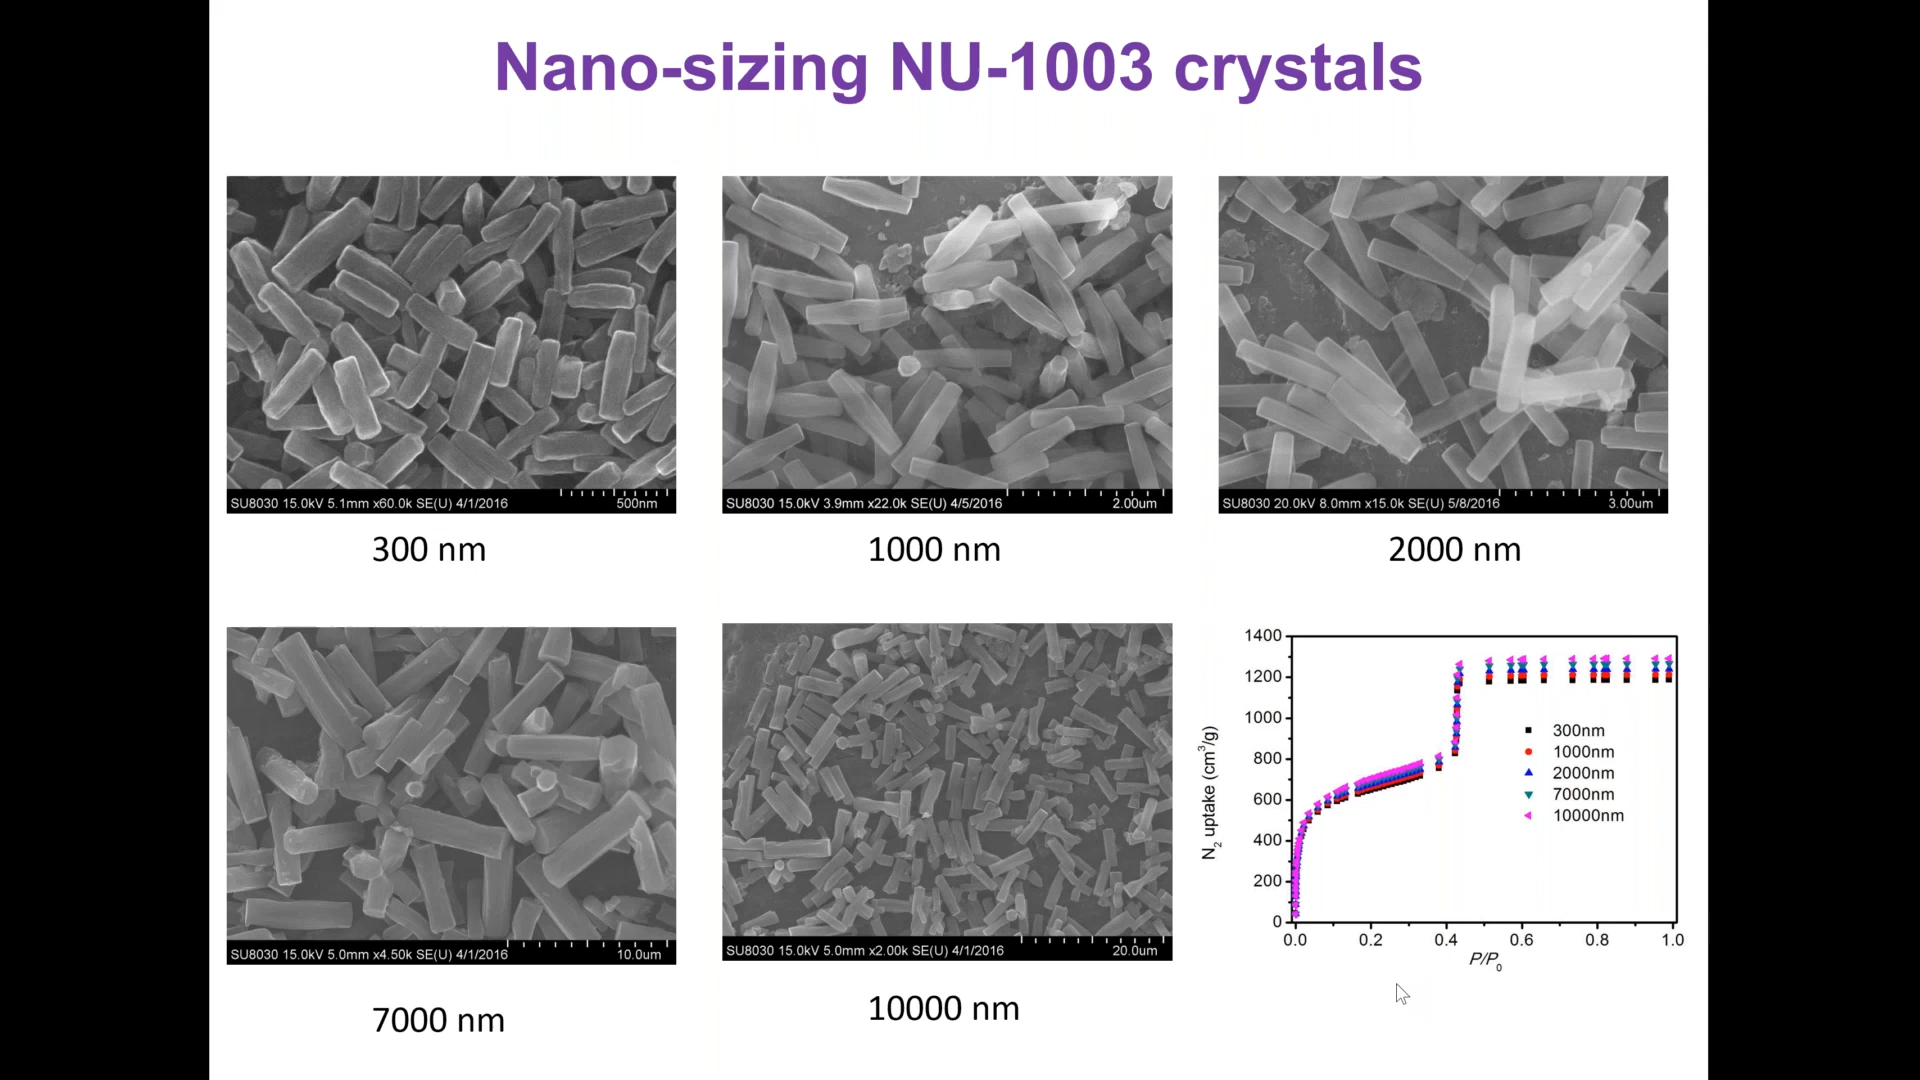 Nano-sizing NU-1003 crystals
SU8030 15.0kV 5.1mm x60.0k SE(U) 4/1/2016 500nm
SU8030 15.0kV 3.9mm x22.0k SE(U) 4/5/2016 2.00um
SU8030 20.0kV 8.0mm x15.0k SE(U) 5/8/2016 3.00um
300 nm
1000 nm
2000 nm
SU8030 15.0kV 5.0mm x4.50k SE(U) 4/1/2016 10.0um
SU8030 15.0kV 5.0mm x2.00k SE(U) 4/1/2016 20.0um
7000 nm
10000 nm
N2 uptake (cm3/g)
1400
1200
1000
800
600
400
200
0
300nm
1000nm
2000nm
7000nm
10000nm
0.0 0.2 0.4 0.6 0.8 1.0
P/P0